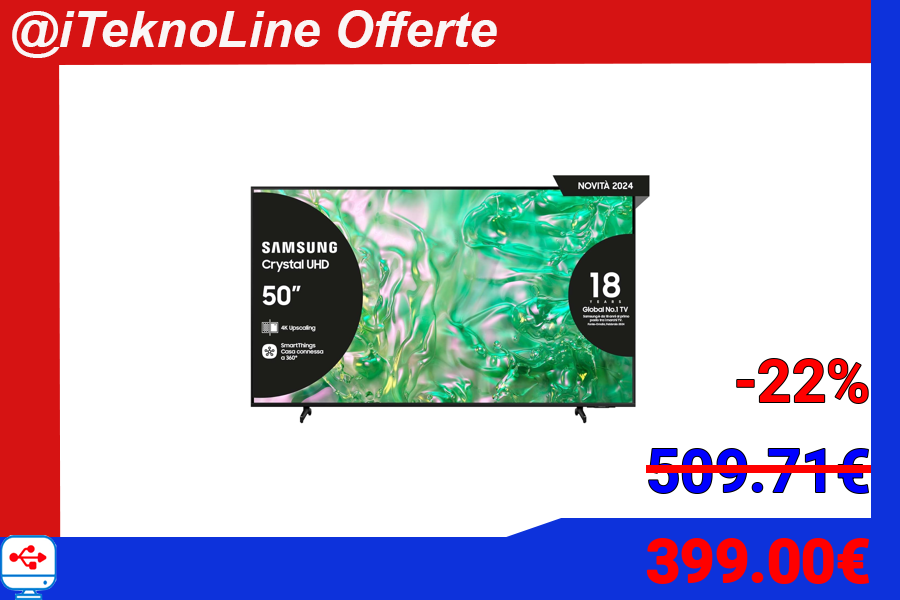 @iTeknoLine Offerte
NOVITÀ 2024
SAMSUNG
Crystal UHD
50”
4K Upscaling
SmartThings
Casa connessa
a 360°
18
YEARS
Global No.1 TV
-22%
509.71€
399.00€